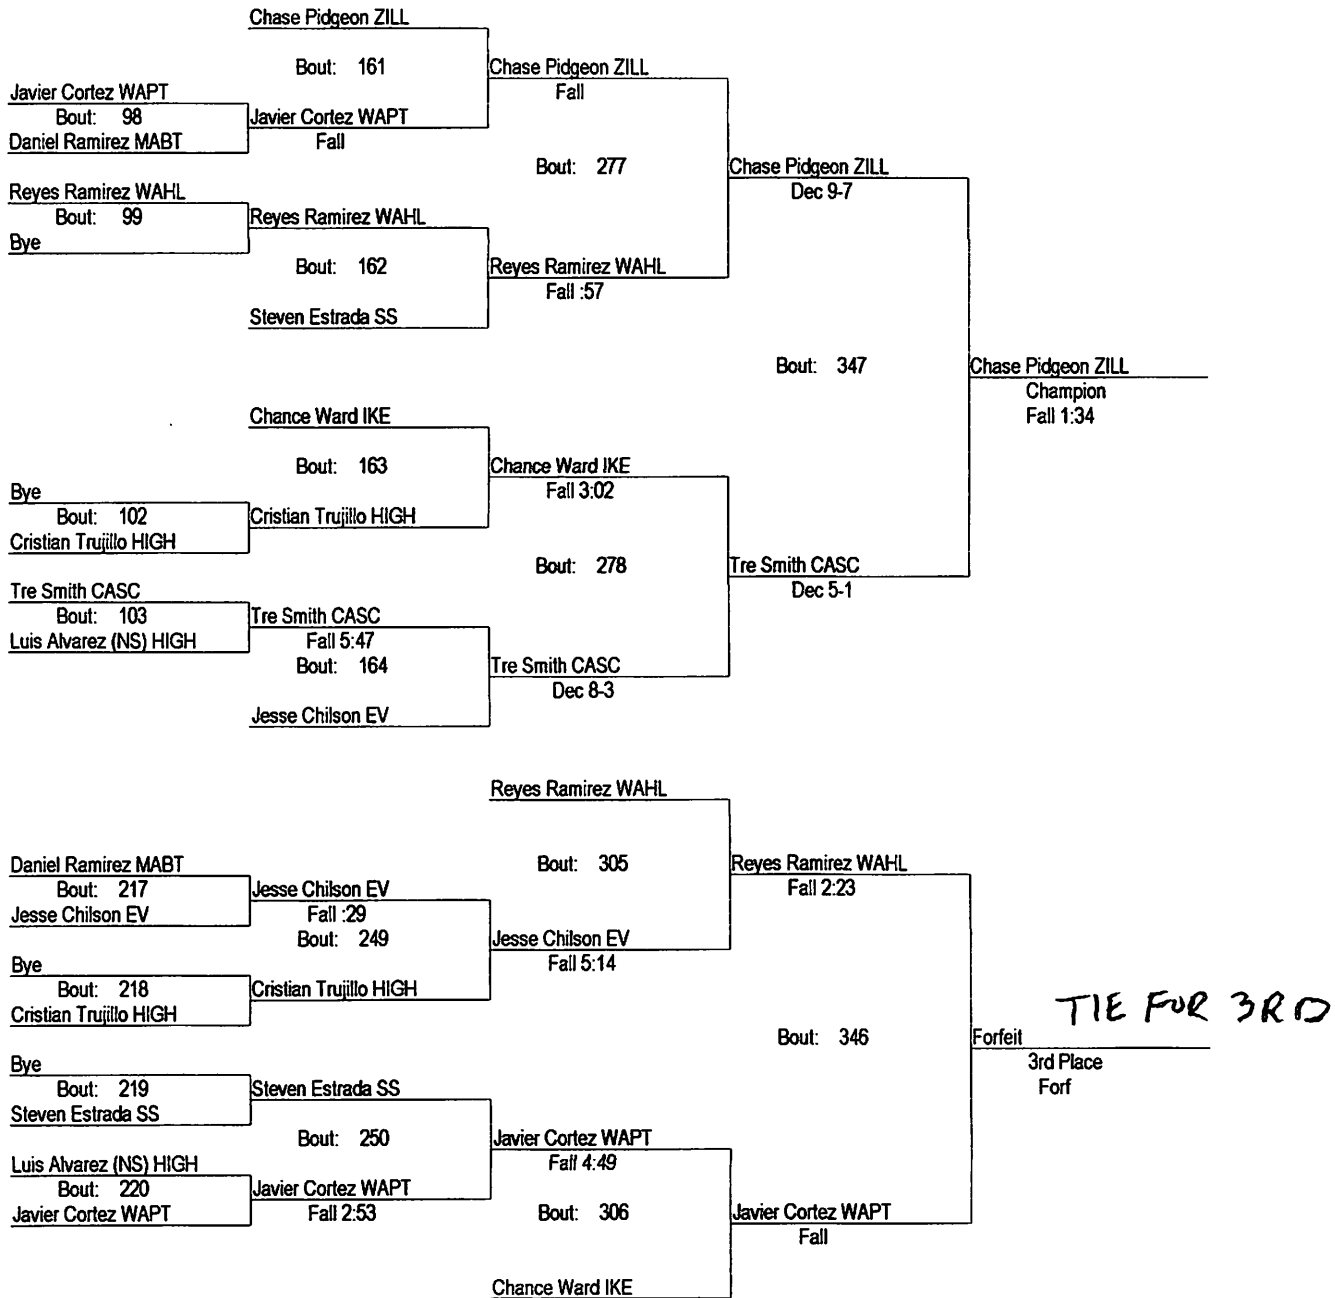 Chase Pidgeon ZILL
Bout: 161
Chase Pidgeon ZILL
Fall
Javier Cortez WAPT
Bout: 98
Daniel Ramirez MABT
Javier Cortez WAPT
Fall
Bout: 277
Chase Pidgeon ZILL
Dec 9-7
Reyes Ramirez WAHL
Bout: 99
Bye
Reyes Ramirez WAHL
Bout: 162
Reyes Ramirez WAHL
Fall :57
Steven Estrada SS
Bout: 347
Chase Pidgeon ZILL
Champion
Fall 1:34
Chance Ward IKE
Bout: 163
Chance Ward IKE
Fall 3:02
Bye
Bout: 102
Cristian Trujillo HIGH
Cristian Trujillo HIGH
Bout: 278
Tre Smith CASC
Dec 5-1
Tre Smith CASC
Bout: 103
Luis Alvarez (NS) HIGH
Tre Smith CASC
Fall 5:47
Bout: 164
Tre Smith CASC
Dec 8-3
Jesse Chilson EV
Reyes Ramirez WAHL
Bout: 305
Reyes Ramirez WAHL
Fall 2:23
Daniel Ramirez MABT
Bout: 217
Jesse Chilson EV
Jesse Chilson EV
Fall :29
Bout: 249
Jesse Chilson EV
Fall 5:14
Bye
Bout: 218
Cristian Trujillo HIGH
Cristian Trujillo HIGH
TIE FOR 3RD
Bout: 346
Forfeit
3rd Place
Forf
Bye
Bout: 219
Steven Estrada SS
Steven Estrada SS
Bout: 250
Javier Cortez WAPT
Fall 4:49
Luis Alvarez (NS) HIGH
Bout: 220
Javier Cortez WAPT
Javier Cortez WAPT
Fall 2:53
Bout: 306
Javier Cortez WAPT
Fall
Chance Ward IKE